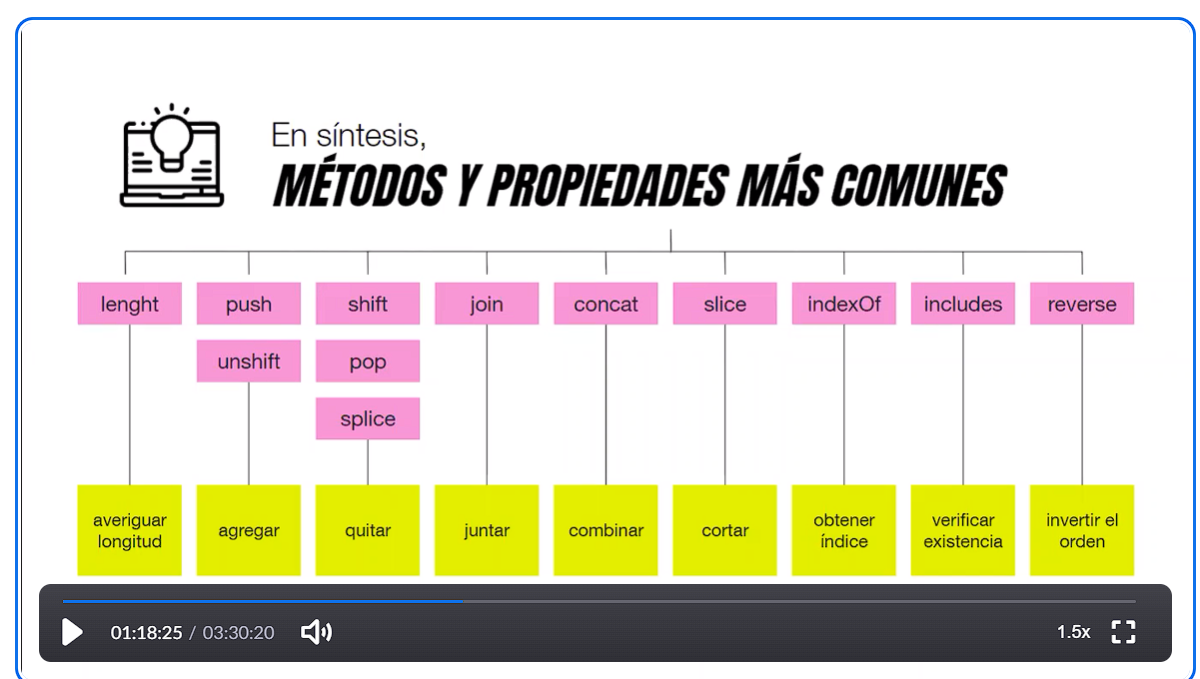 En síntesis,
MÉTODOS Y PROPIEDADES MÁS COMUNES
lenght
push
shift
join
concat
slice
indexOf
includes
reverse
unshift
pop
splice
averiguar
longitud
agregar
quitar
juntar
combinar
cortar
obtener
índice
verificar
existencia
invertir el
orden
01:18:25 / 03:30:20
1.5x